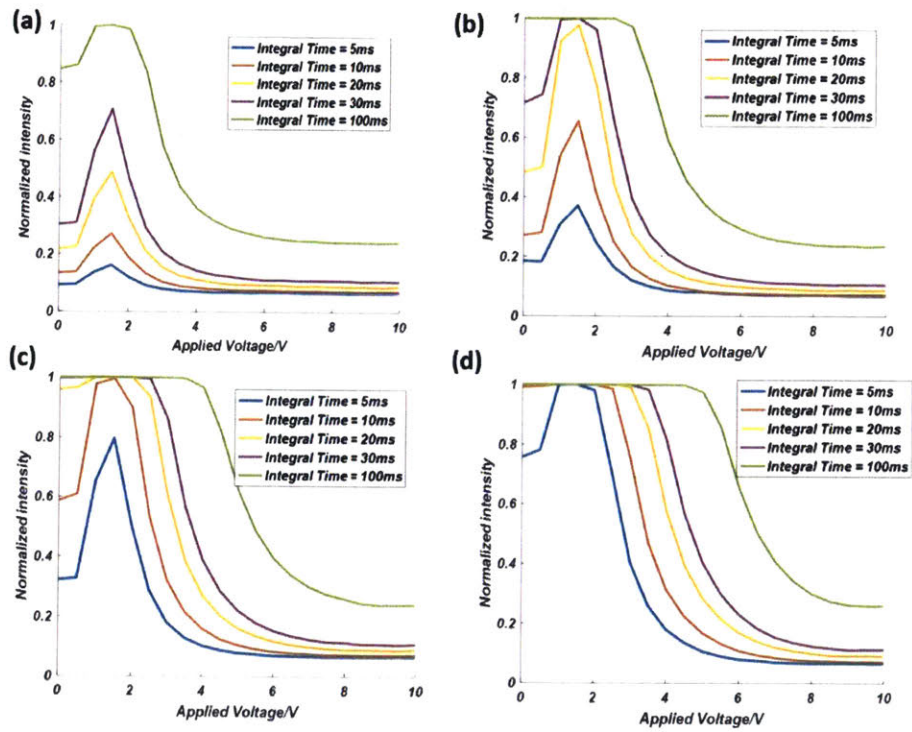 (a)
Normalized intensity
1
0.8
0.6
0.4
0.2
0
0 2 4 6 8 10
Applied Voltage/V
Integral Time = 5ms
Integral Time = 10ms
Integral Time = 20ms
Integral Time = 30ms
Integral Time = 100ms
(b)
Normalized intensity
1
0.8
0.6
0.4
0.2
0
0 2 4 6 8 10
Applied Voltage/V
Integral Time = 5ms
Integral Time = 10ms
Integral Time = 20ms
Integral Time = 30ms
Integral Time = 100ms
(c)
Normalized intensity
1
0.8
0.6
0.4
0.2
0
0 2 4 6 8 10
Applied Voltage/V
Integral Time = 5ms
Integral Time = 10ms
Integral Time = 20ms
Integral Time = 30ms
Integral Time = 100ms
(d)
Normalized intensity
1
0.8
0.6
0.4
0.2
0
0 2 4 6 8 10
Applied Voltage/V
Integral Time = 5ms
Integral Time = 10ms
Integral Time = 20ms
Integral Time = 30ms
Integral Time = 100ms